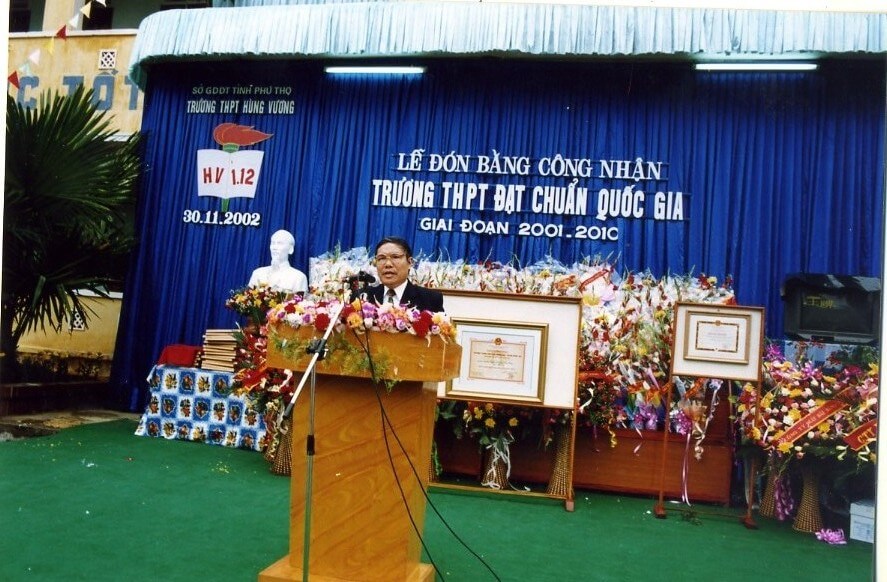 C TỐT
SỞ GDĐT TỈNH PHÚ THỌ
TRƯỜNG THPT HÙNG VƯƠNG
HV 1.12
30.11.2002
LỄ ĐÓN BẰNG CÔNG NHẬN
TRƯỜNG THPT ĐẠT CHUẨN QUỐC GIA
GIAI ĐOẠN 2001-2010